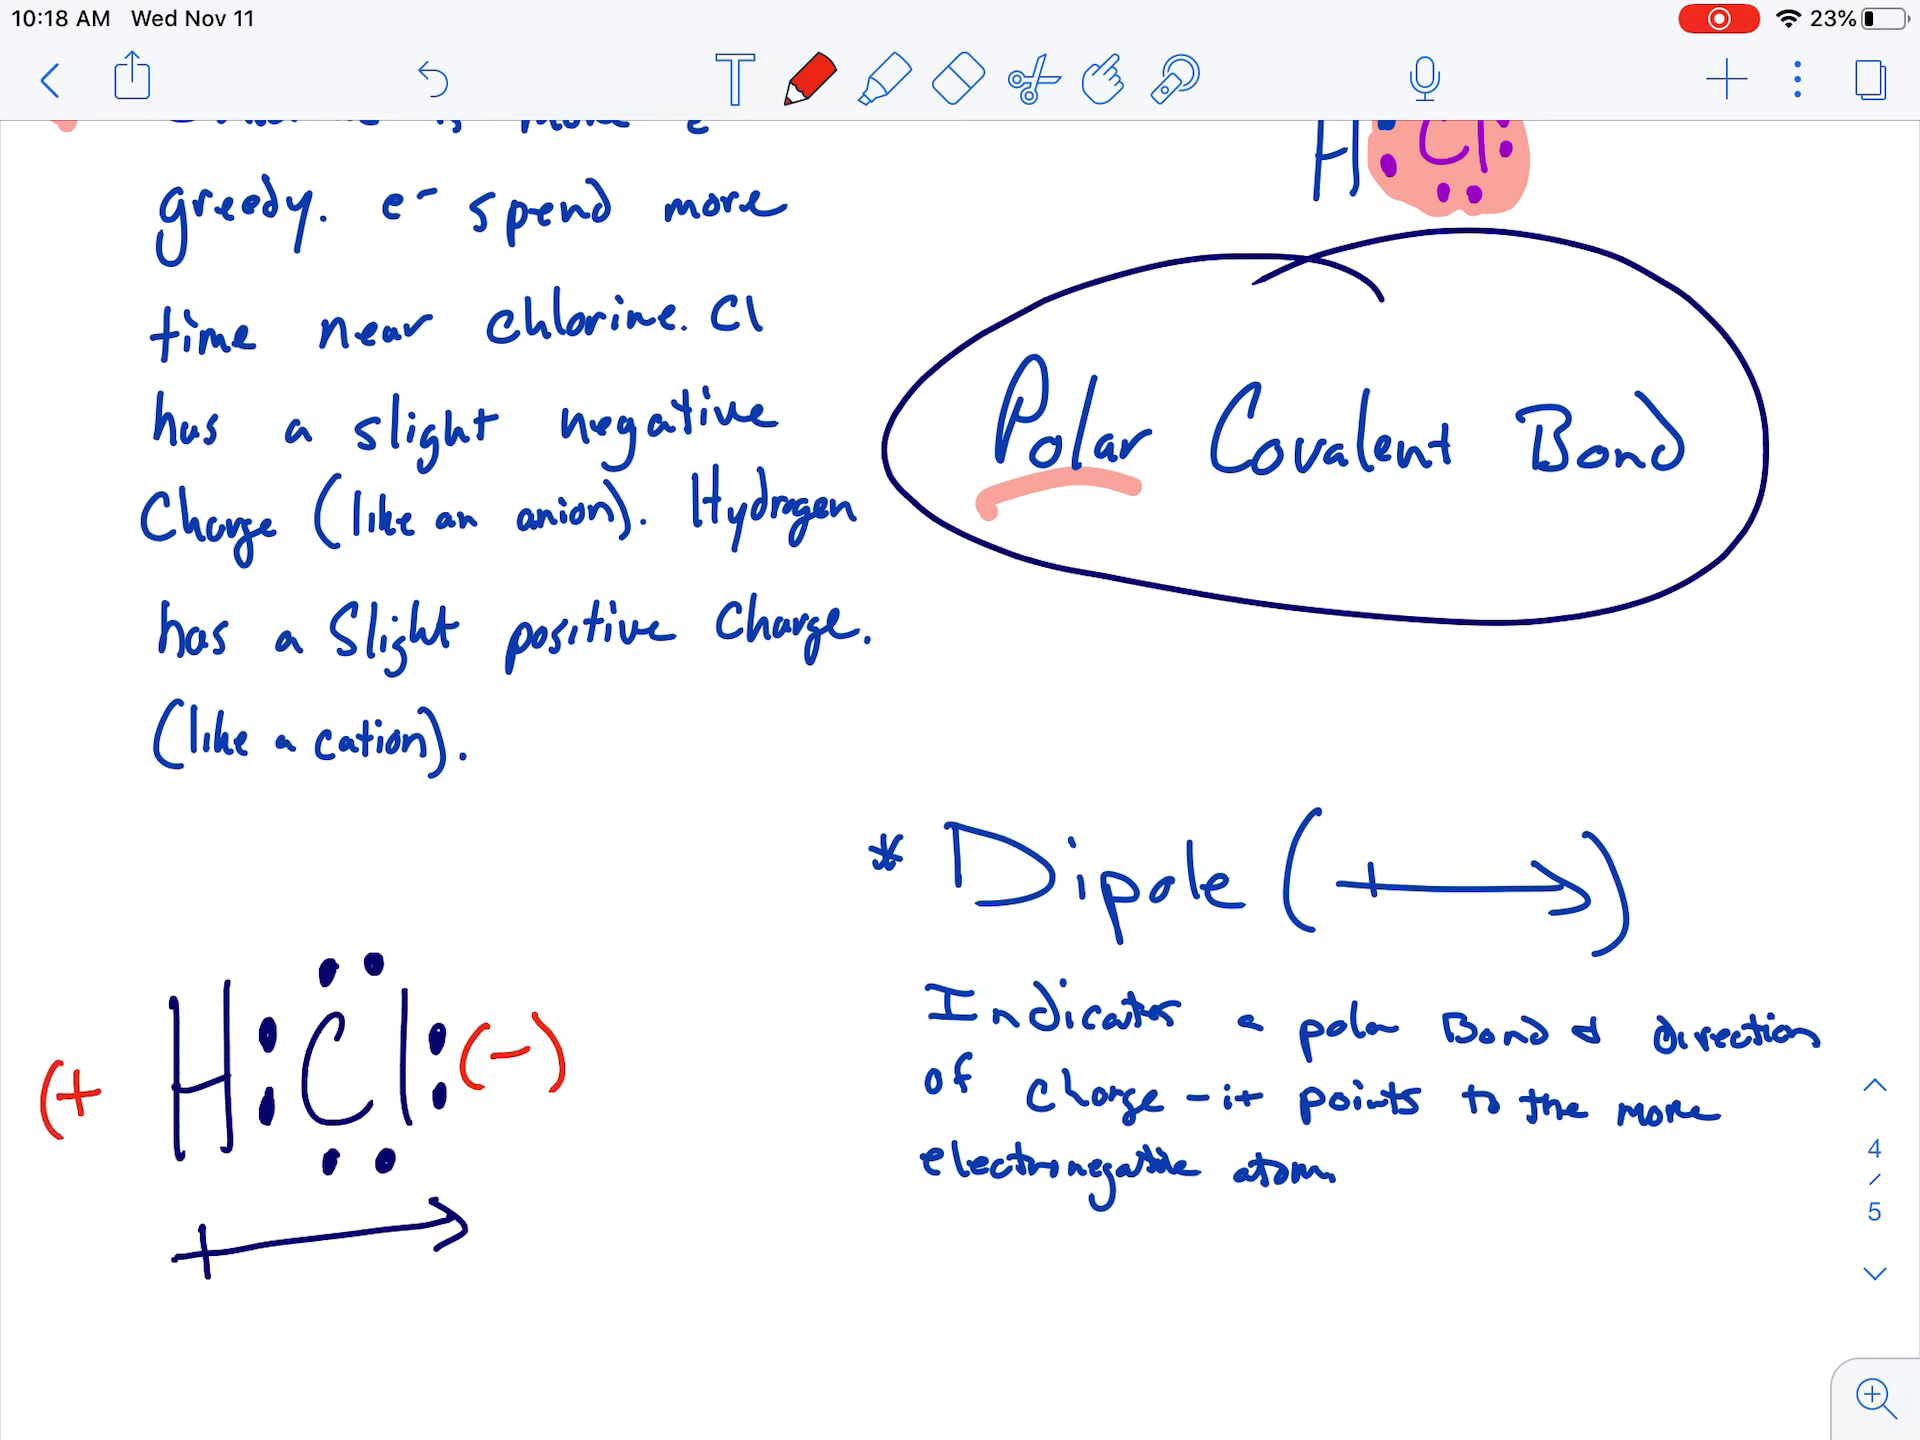 10:18 AM Wed Nov 11
23%
T
H :Cl:
greedy. e⁻ spend more
time near chlorine. Cl
has a slight negative
Charge (like an anion). Hydrogen
has a Slight positive Charge.
(like a cation).
Polar Covalent Bond
* Dipole ( +→ )
Indicates a polar Bond & direction
of Charge - it points to the more
electronegative atom.
(+ H:Cl: (-)
4
/
5